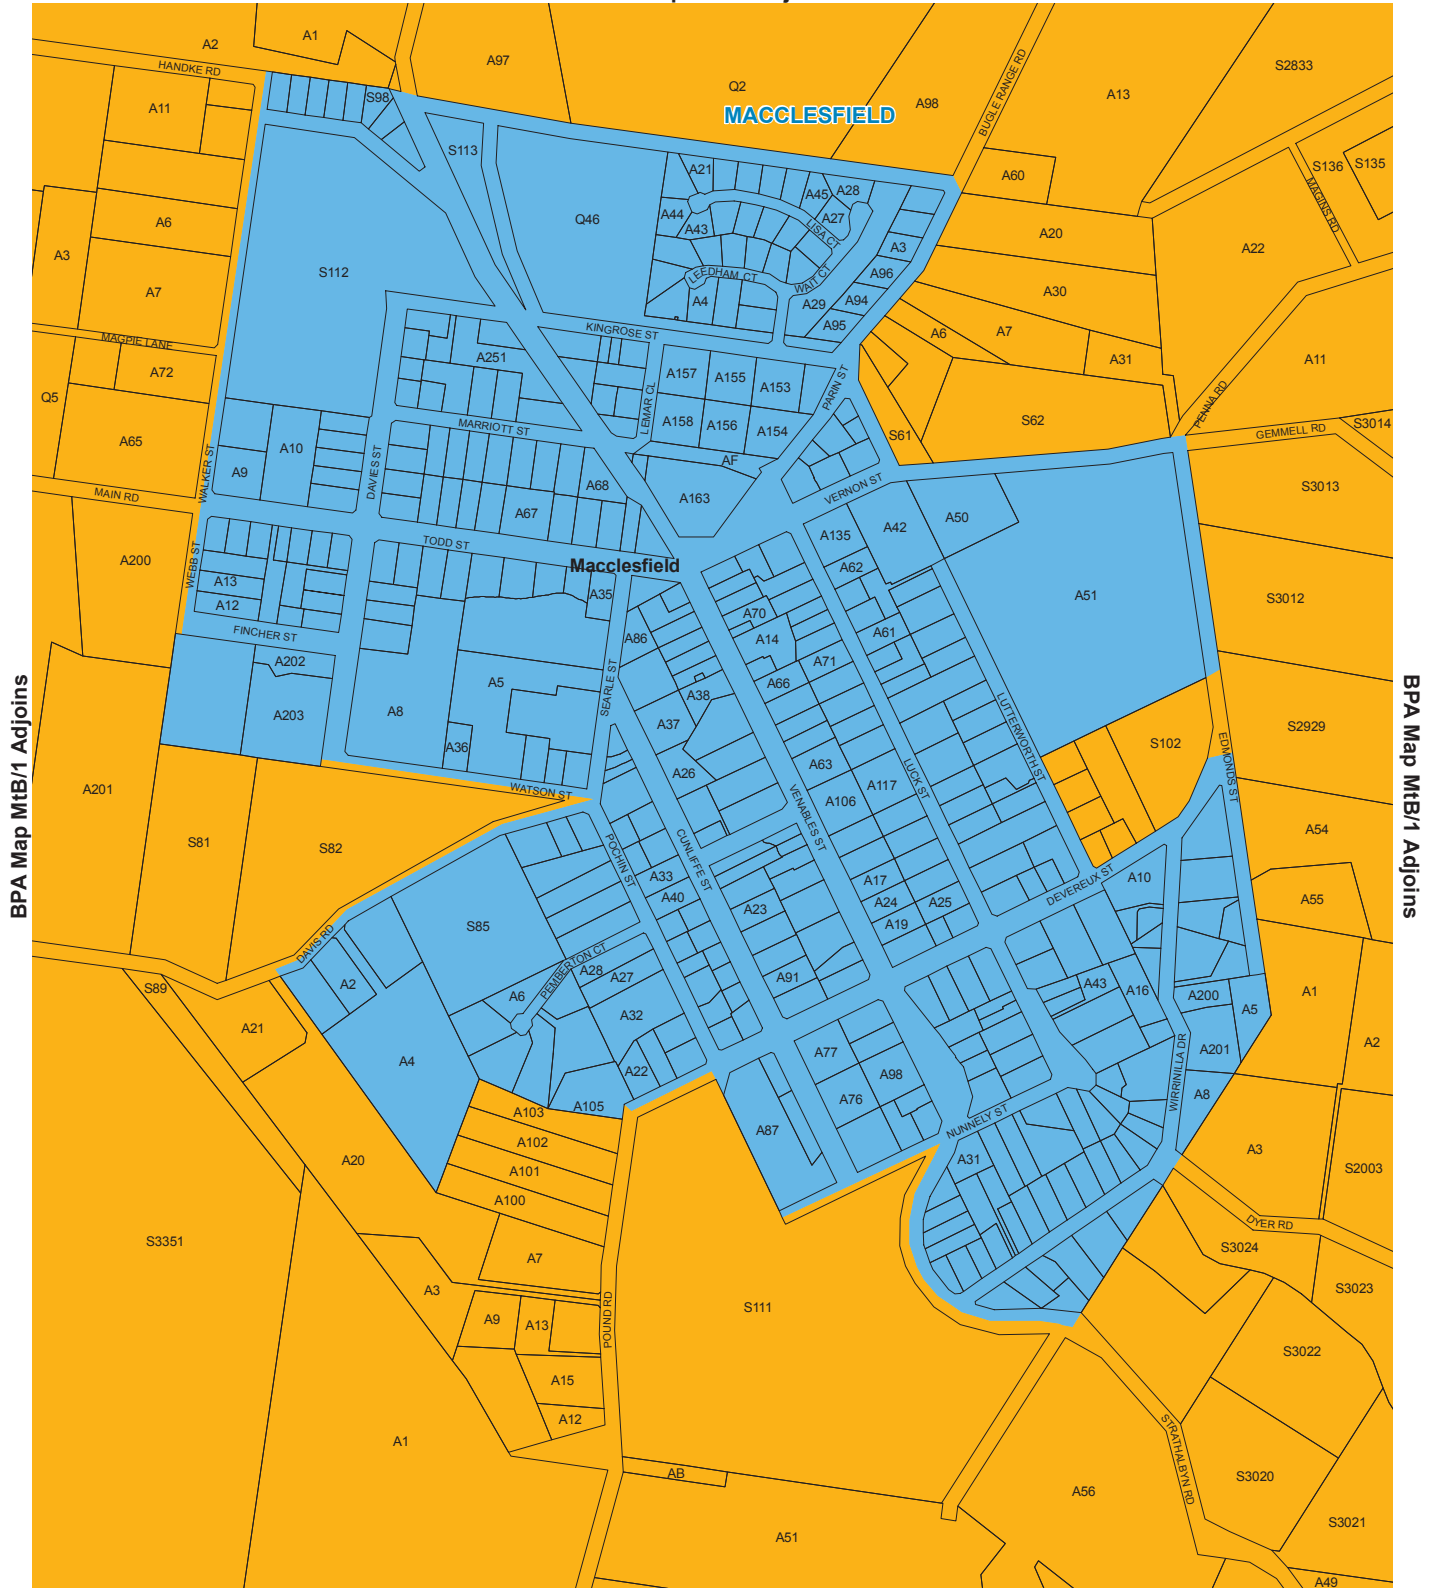 A2
A1
A97
Q2
A98
BUGLE RANGE RD
A13
S2833
HANDKE RD
A11
S98
MACCLESFIELD
S113
A21
A45
A28
A60
S136
S135
MAGINS RD
A6
A3
A7
S112
Q46
A44
A43
A27
LISA CT
A3
A20
A22
LEEDHAM CT
WAIT CT
A96
A4
A29
A94
A95
A30
MAGPIE LANE
A72
Q5
A65
A251
KINGROSE ST
A6
A7
A31
A11
A157
A155
A153
LEMAR CL
PARIN ST
A158
A156
A154
S61
S62
PENNA RD
GEMMELL RD
S3014
MARRIOTT ST
A10
A9
WALKER ST
DAVIES ST
AF
A68
A163
VERNON ST
S3013
MAIN RD
A67
A42
A50
A135
A200
TODD ST
Macclesfield
WEBB ST
A13
A12
A62
A51
S3012
A35
A70
A14
A61
FINCHER ST
A86
A202
A71
A66
A5
SEARLE ST
A38
A203
A8
A37
LUTTERWORTH ST
S2929
A36
S102
EDMONDS ST
BPA Map MtB/1 Adjoins
BPA Map MtB/1 Adjoins
A201
WATSON ST
A26
A63
LUCK ST
A117
A106
VENABLES ST
S81
S82
POCHIN ST
CUNLIFFE ST
A54
A33
A40
A17
DEVEREUX ST
A10
A55
A24
A25
A23
A19
S85
DAVIS RD
PEMBERTON CT
A2
A28
A27
A91
A43
A16
A200
A5
A1
S89
A21
A6
A32
A4
A22
A77
A98
A201
A2
WIRRINILLA DR
A8
A76
A103
A105
A87
NUNNELY ST
A102
A20
A101
A31
A3
S2003
A100
S3351
A7
DYER RD
S3024
S3023
A3
A9
A13
POUND RD
S111
S3022
A15
A12
A1
AB
STRATHALBYN RD
S3020
A56
S3021
A51
A49